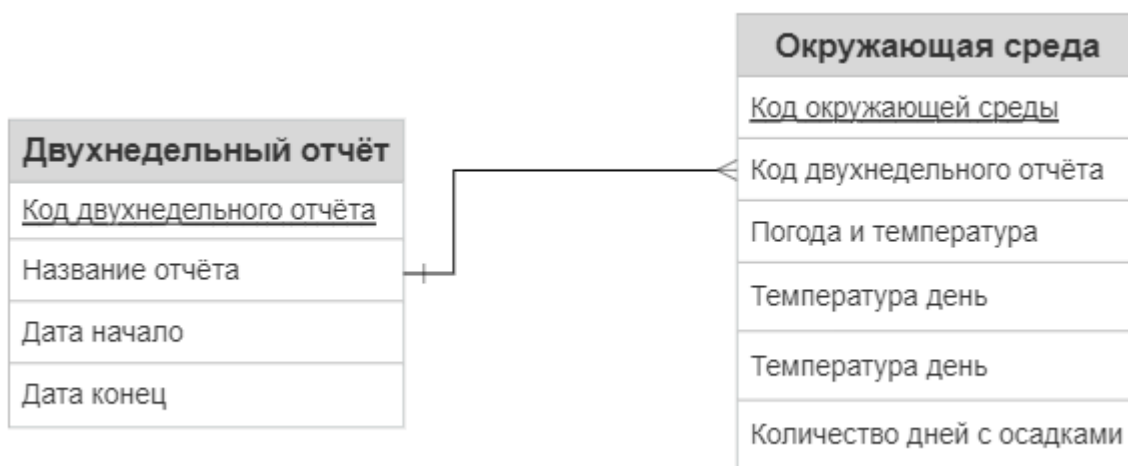 Двухнедельный отчёт
Код двухнедельного отчёта
Название отчёта
Дата начало
Дата конец
Окружающая среда
Код окружающей среды
Код двухнедельного отчёта
Погода и температура
Температура день
Температура день
Количество дней с осадками